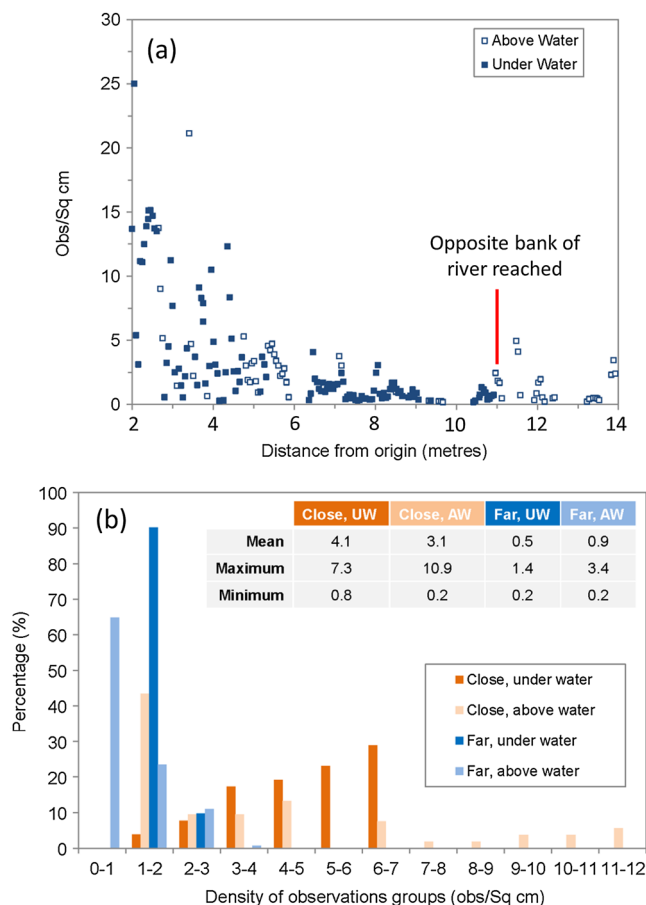 30
(a)
Above Water
Under Water
25
20
15
10
5
0
Obs/Sq cm
Opposite bank of
river reached
2 4 6 8 10 12 14
Distance from origin (metres)
100
(b)
Close, UW Close, AW Far, UW Far, AW
Mean 4.1 3.1 0.5 0.9
Maximum 7.3 10.9 1.4 3.4
Minimum 0.8 0.2 0.2 0.2
90
80
70
60
50
40
30
20
10
0
Percentage (%)
Close, under water
Close, above water
Far, under water
Far, above water
0-1 1-2 2-3 3-4 4-5 5-6 6-7 7-8 8-9 9-10 10-11 11-12
Density of observations groups (obs/Sq cm)